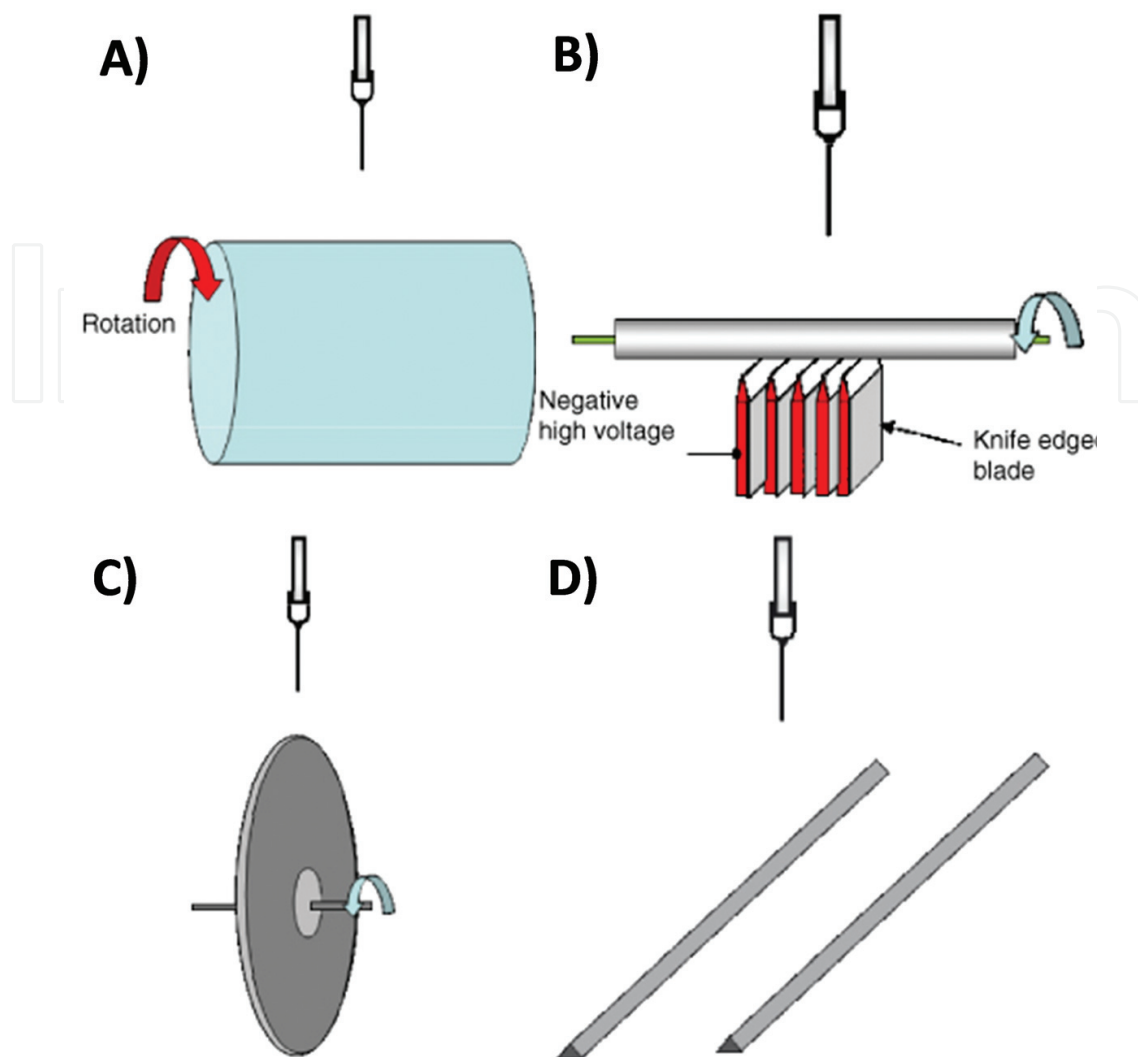 A)
B)
Rotation
Negative
high voltage
Knife edge
blade
C)
D)